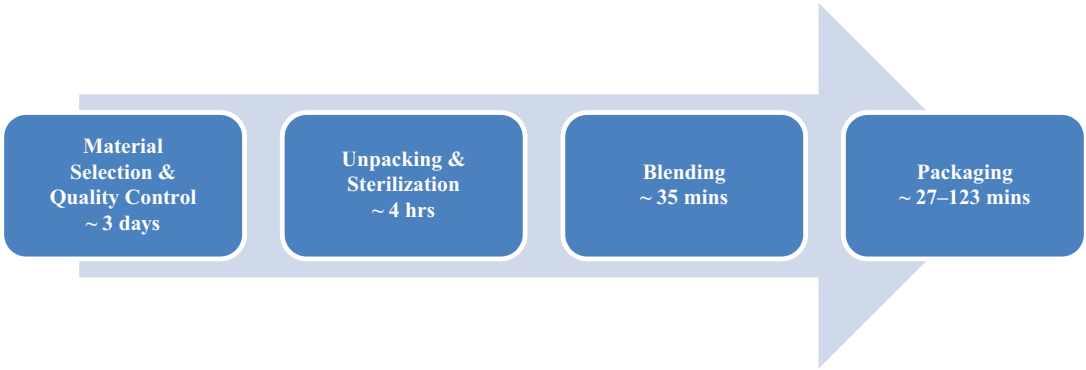 Material
Selection &
Quality Control
~ 3 days
Unpacking &
Sterilization
~ 4 hrs
Blending
~ 35 mins
Packaging
~ 27–123 mins